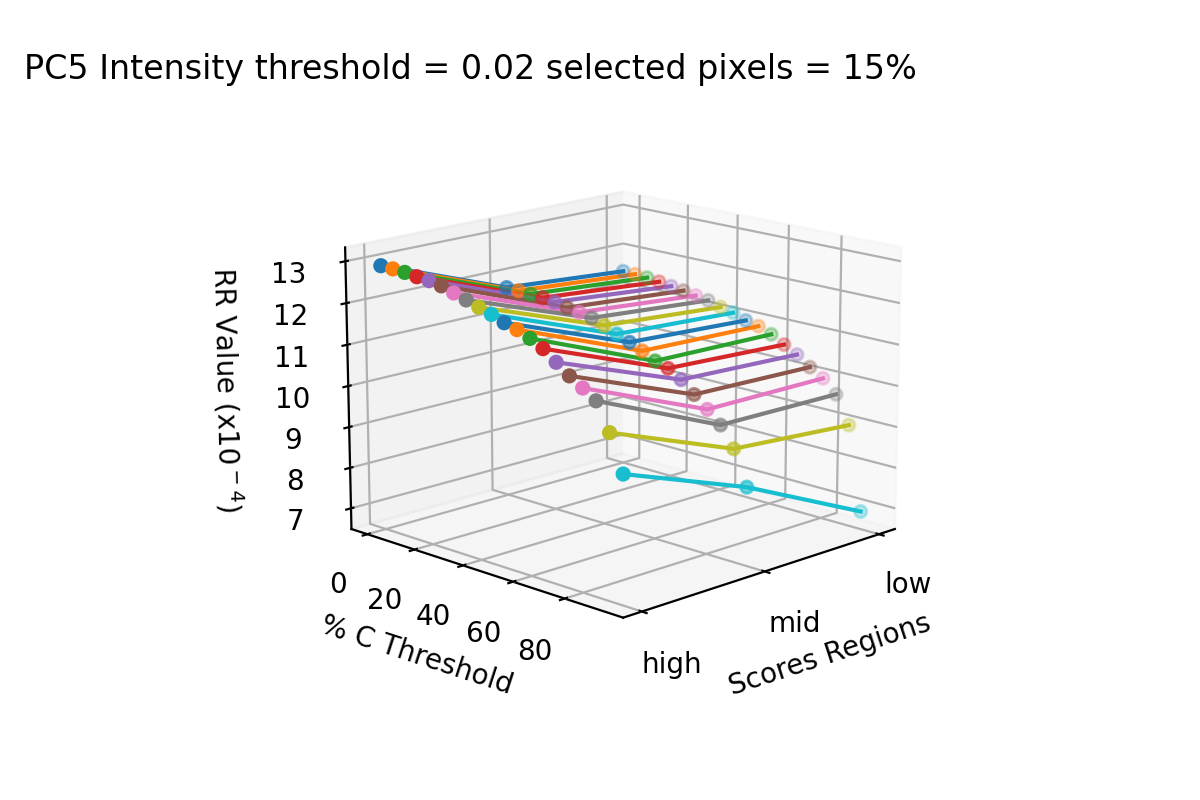 PC5 Intensity threshold = 0.02 selected pixels = 15%
RR Value (x10⁻⁴)
13
12
11
10
9
8
7
0
20
40
60
80
% C Threshold
high
mid
low
Scores Regions